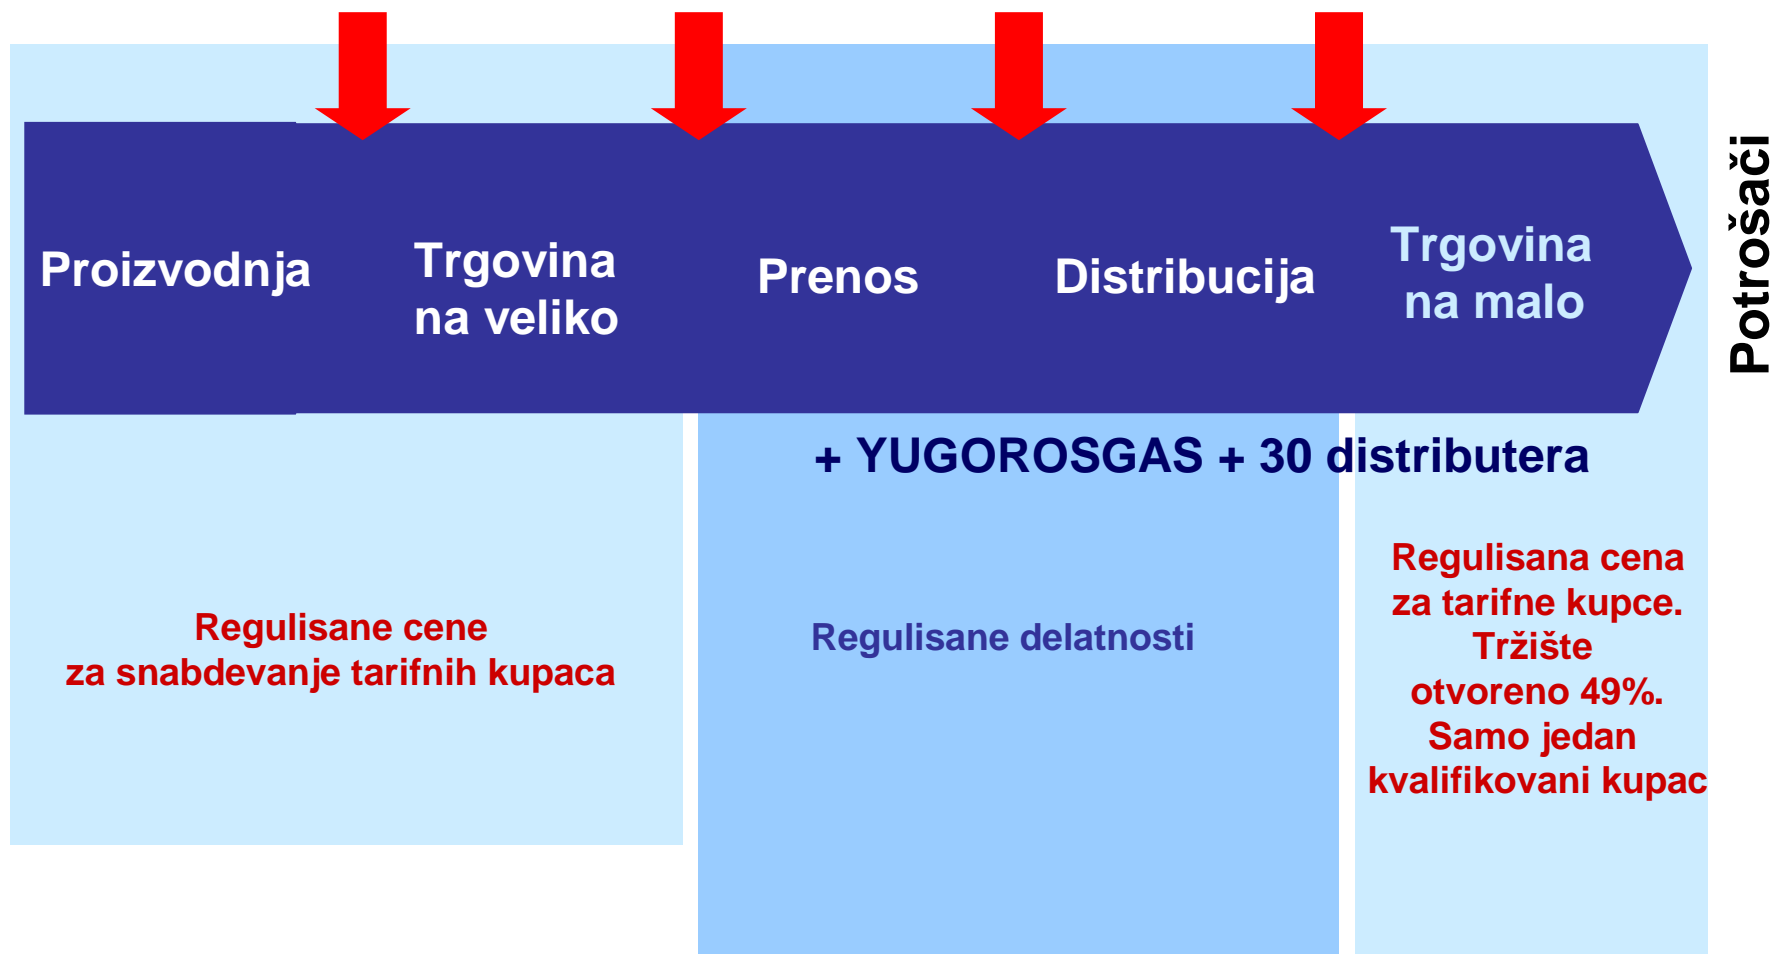 Proizvodnja
Trgovina
na veliko
Prenos
Distribucija
Trgovina
na malo
Potrošači
+ YUGOROSGAS + 30 distributera
Regulisane cene
za snabdevanje tarifnih kupaca
Regulisane delatnosti
Regulisana cena
za tarifne kupce.
Tržište
otvoreno 49%.
Samo jedan
kvalifikovani kupac